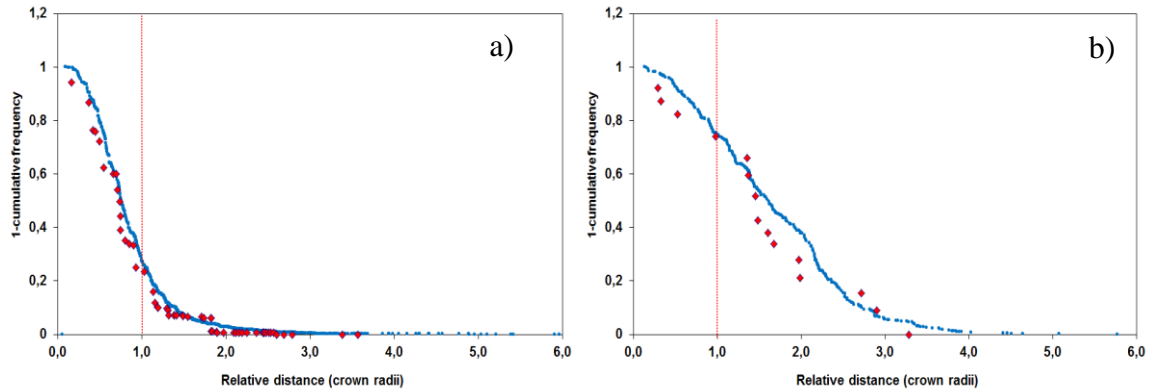 1,2
1
0,8
0,6
0,4
0,2
0
1-cumulative frequency
0,0 1,0 2,0 3,0 4,0 5,0 6,0
Relative distance (crown radii)
a)
1,2
1
0,8
0,6
0,4
0,2
0
1-cumulative frequency
0,0 1,0 2,0 3,0 4,0 5,0 6,0
Relative distance (crown radii)
b)